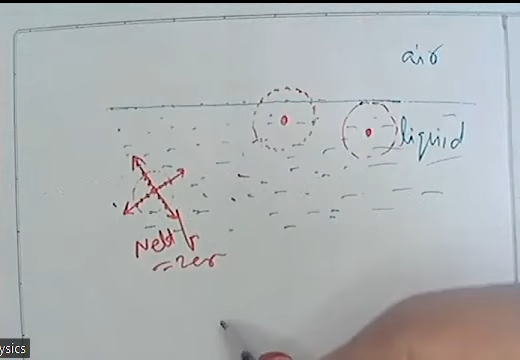 air
liquid
Net F
= zero
ysics